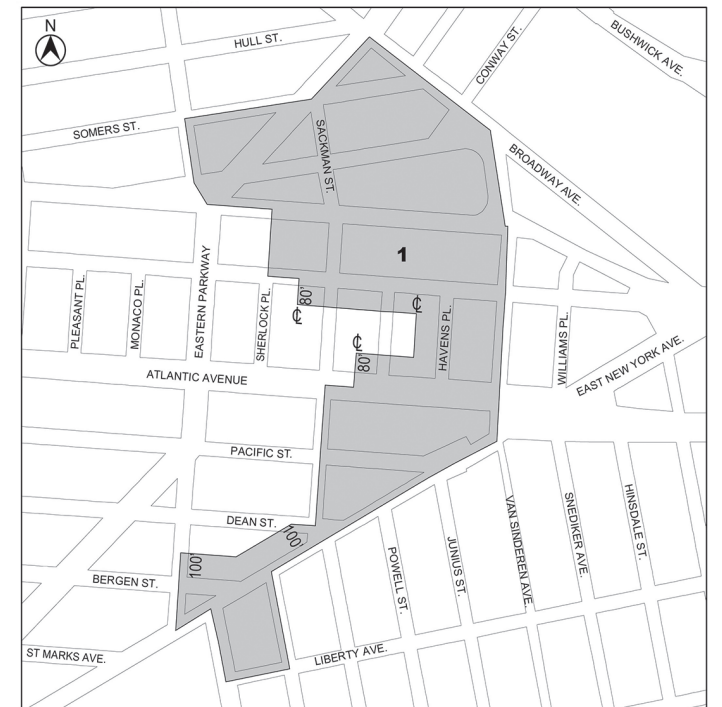 N
HULL ST.
CONWAY ST.
BUSHWICK AVE.
SOMERS ST.
SACKMAN ST.
BROADWAY AVE.
1
PLEASANT PL.
MONACO PL.
EASTERN PARKWAY
SHERLOCK PL.
80'
℄
℄
HAVENS PL.
WILLIAMS PL.
℄
80'
EAST NEW YORK AVE.
ATLANTIC AVENUE
PACIFIC ST.
DEAN ST.
100'
100'
BERGEN ST.
POWELL ST.
JUNIUS ST.
VAN SINDEREN AVE.
SNEDIKER AVE.
HINSDALE ST.
ST MARKS AVE.
LIBERTY AVE.